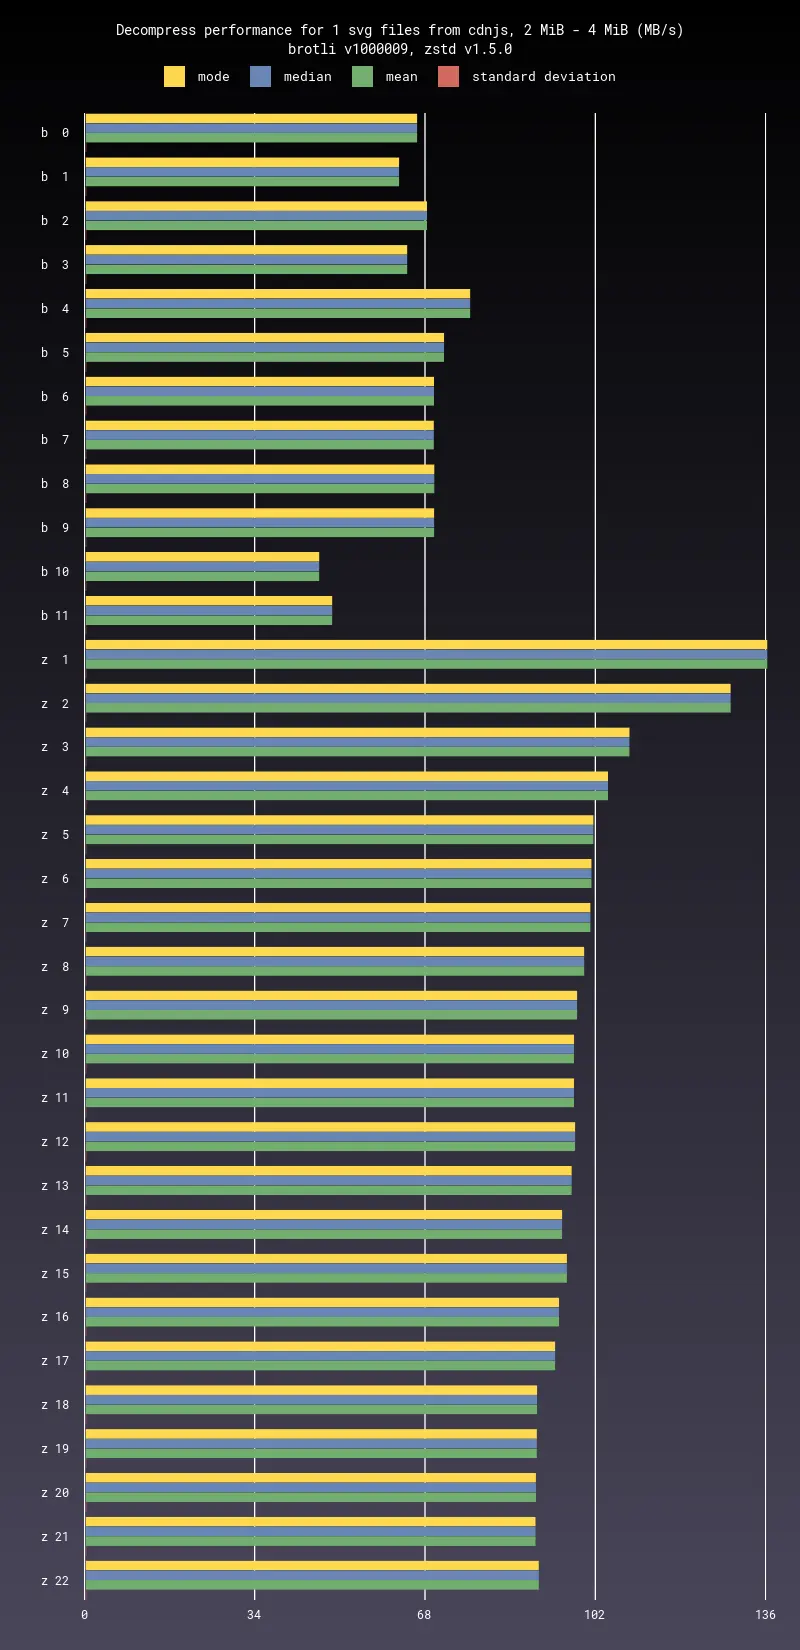 Decompress performance for 1 svg files from cdnjs, 2 MiB - 4 MiB (MB/s)
brotli v1000009, zstd v1.5.0
mode median mean standard deviation
b 0
b 1
b 2
b 3
b 4
b 5
b 6
b 7
b 8
b 9
b 10
b 11
z 1
z 2
z 3
z 4
z 5
z 6
z 7
z 8
z 9
z 10
z 11
z 12
z 13
z 14
z 15
z 16
z 17
z 18
z 19
z 20
z 21
z 22
0 34 68 102 136